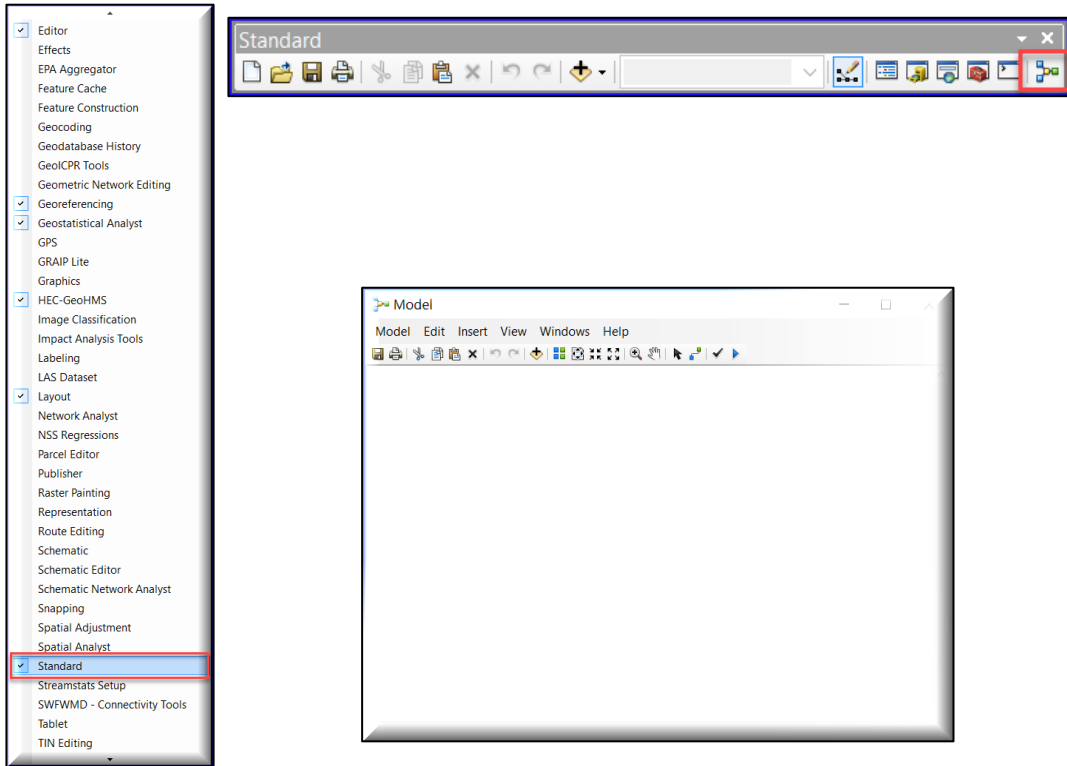 Editor
Effects
EPA Aggregator
Feature Cache
Feature Construction
Geocoding
Geodatabase History
GeoICPR Tools
Geometric Network Editing
Georeferencing
Geostatistical Analyst
GPS
GRAIP Lite
Graphics
HEC-GeoHMS
Image Classification
Impact Analysis Tools
Labeling
LAS Dataset
Layout
Network Analyst
NSS Regressions
Parcel Editor
Publisher
Raster Painting
Representation
Route Editing
Schematic
Schematic Editor
Schematic Network Analyst
Snapping
Spatial Adjustment
Spatial Analyst
Standard
Streamstats Setup
SWFWMD - Connectivity Tools
Tablet
TIN Editing
Standard
Model
Model Edit Insert View Windows Help